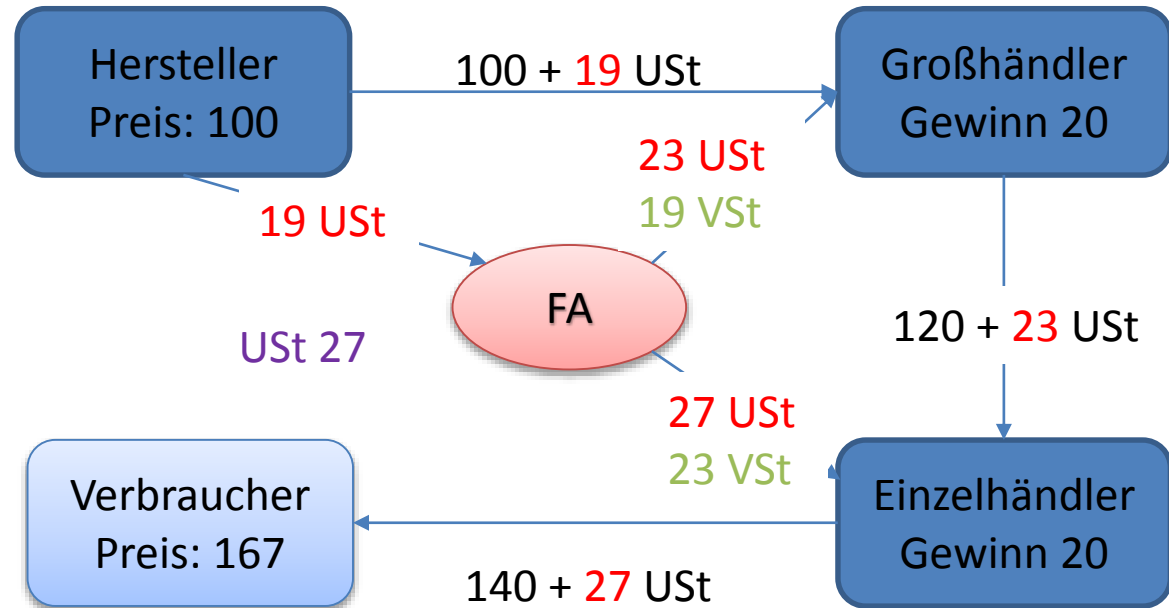 Hersteller
Preis: 100
100 + 19 USt
Großhändler
Gewinn 20
23 USt
19 VSt
19 USt
FA
USt 27
120 + 23 USt
27 USt
23 VSt
Verbraucher
Preis: 167
Einzelhändler
Gewinn 20
140 + 27 USt